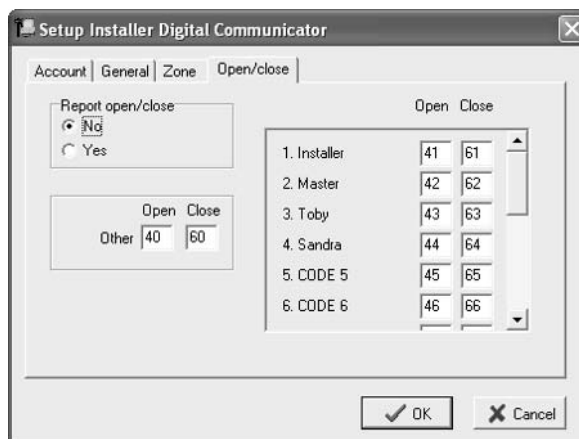 Setup Installer Digital Communicator
Account General Zone Open/close
Report open/close
No
Yes
Open Close
Other 40 60
Open Close
1. Installer 41 61
2. Master 42 62
3. Toby 43 63
4. Sandra 44 64
5. CODE 5 45 65
6. CODE 6 46 66
OK Cancel